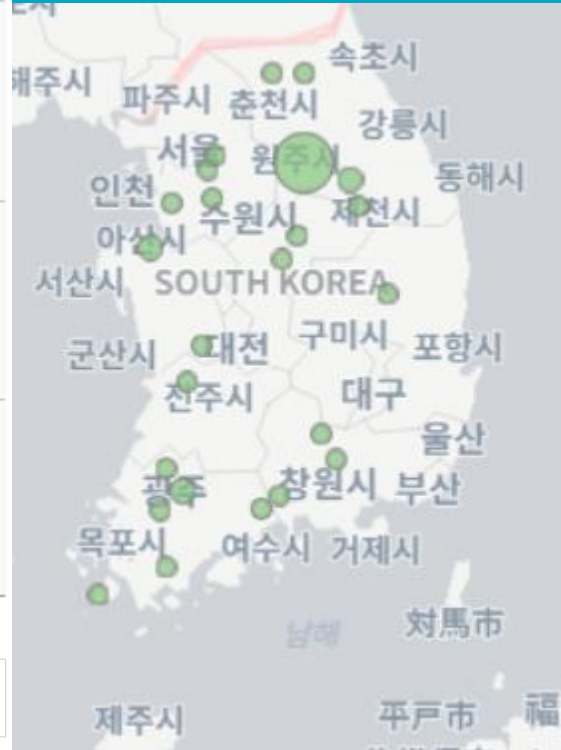 속초시
해주시
파주시
춘천시
강릉시
서울
원주시
동해시
인천
수원시
제천시
아산시
서산시
SOUTH KOREA
구미시
군산시
대전
포항시
전주시
대구
울산
광주
창원시
부산
목포시
여수시
거제시
対馬市
남해
제주시
平戸市
福